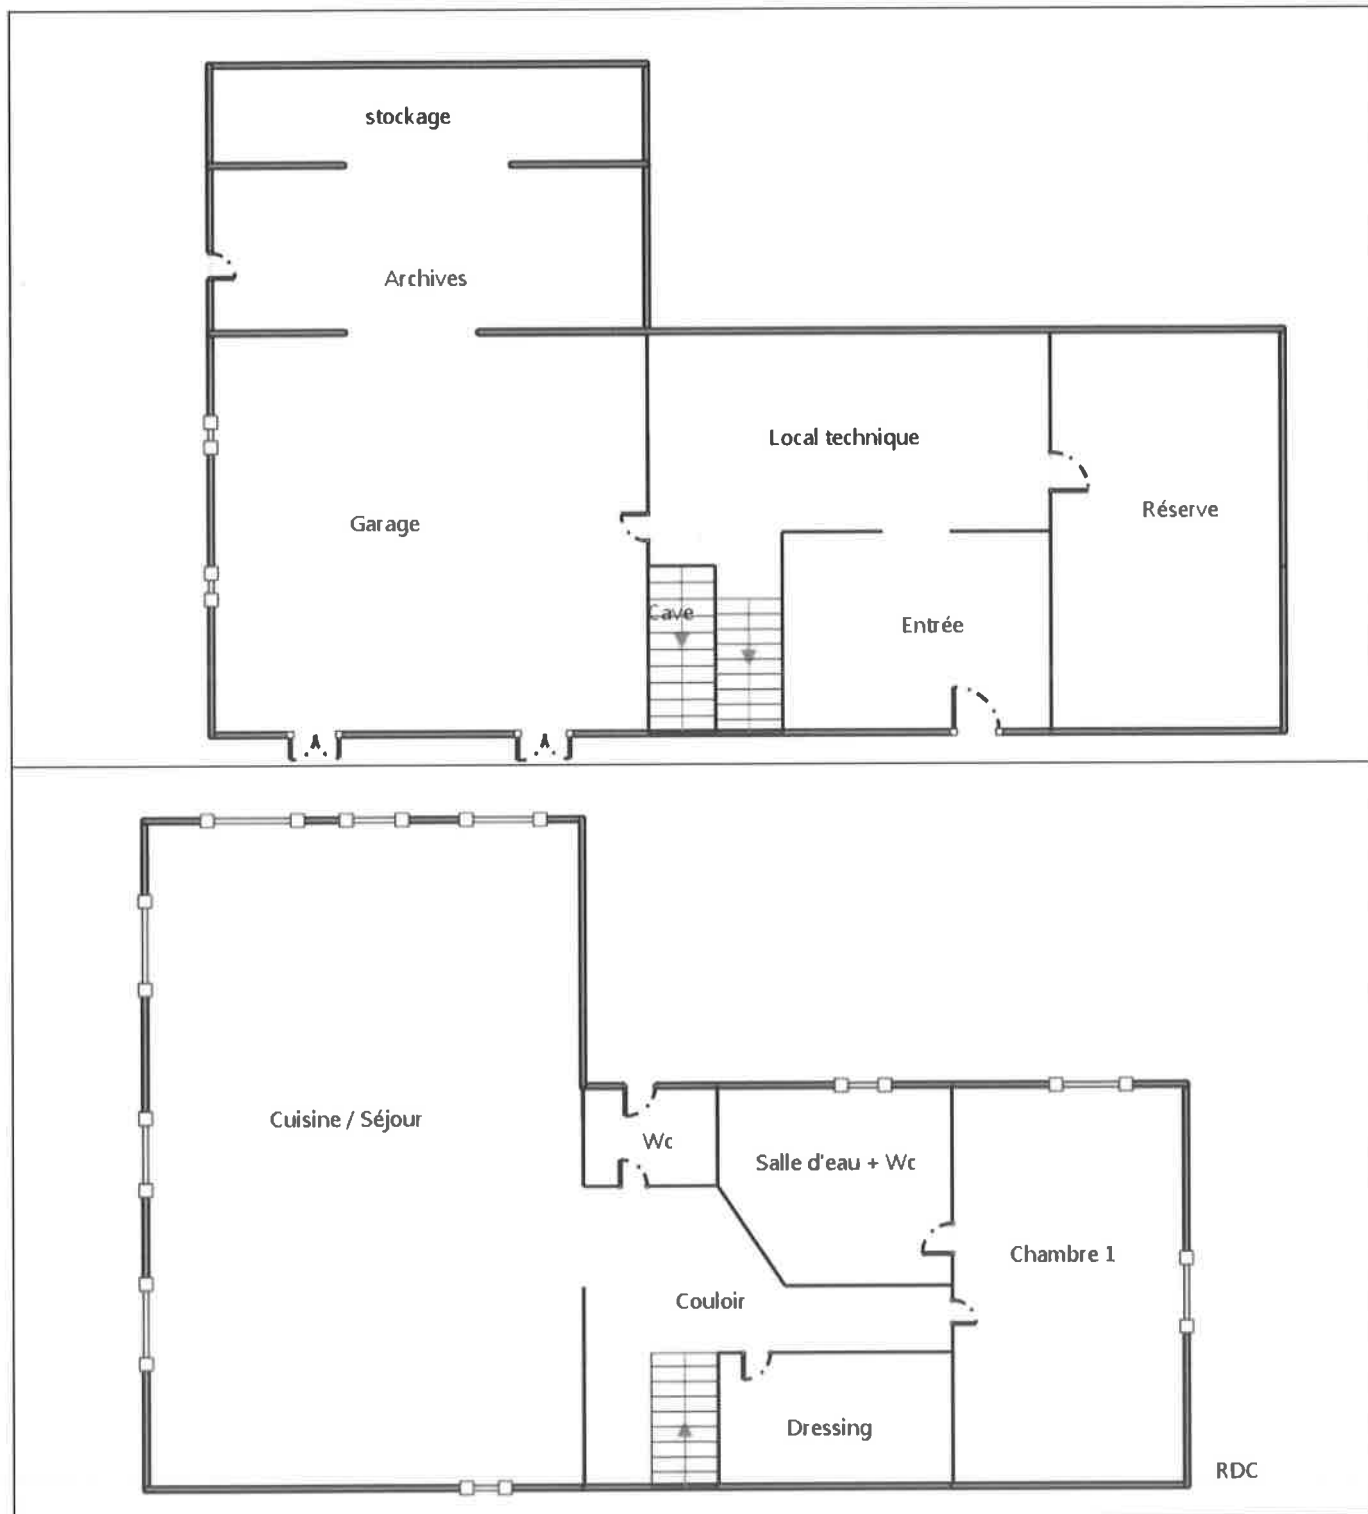 stockage
Archives
Local technique
Réserve
Garage
Cave
Entrée
Cuisine / Séjour
Wc
Salle d'eau + Wc
Chambre 1
Couloir
Dressing
RDC